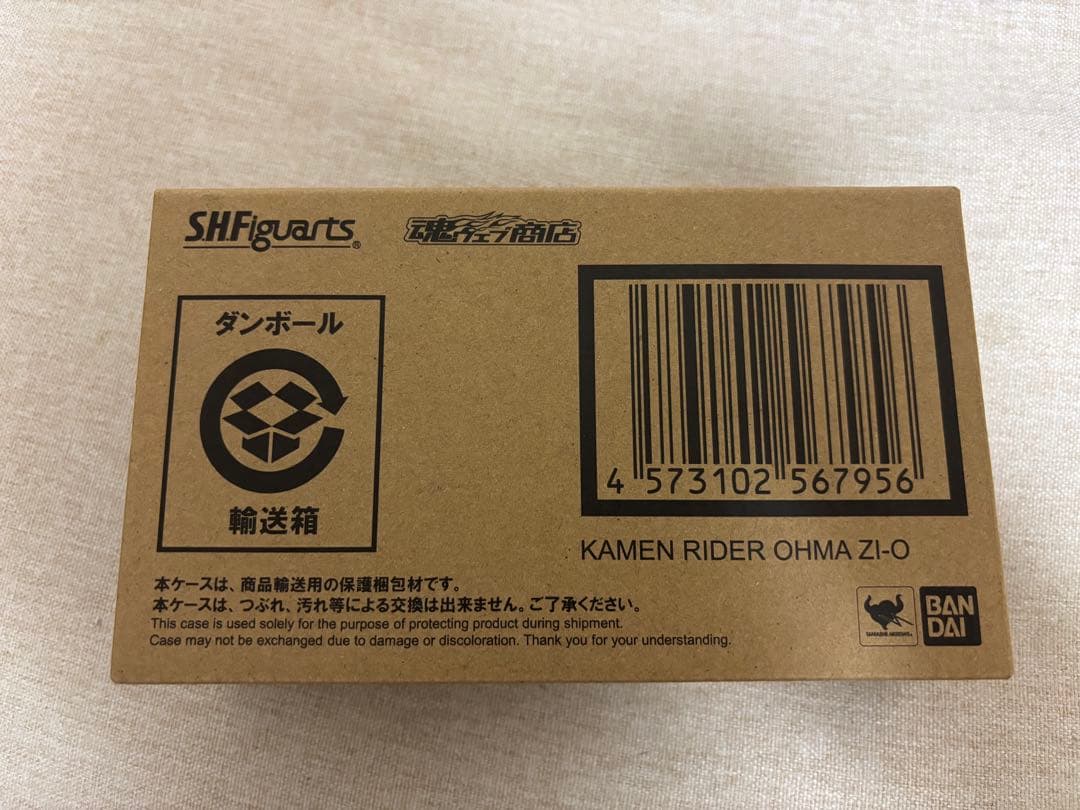 S.H.Figuarts®
魂ウェブ商店
ダンボール
輸送箱
4 573102 567956
KAMEN RIDER OHMA ZI-O
本ケースは、商品輸送用の保護梱包材です。
本ケースは、つぶれ、汚れ等による交換は出来ません。ご了承ください。
This case is used solely for the purpose of protecting product during shipment.
Case may not be exchanged due to damage or discoloration. Thank you for your understanding.
TAMASHII NATIONS
BAN
DAI